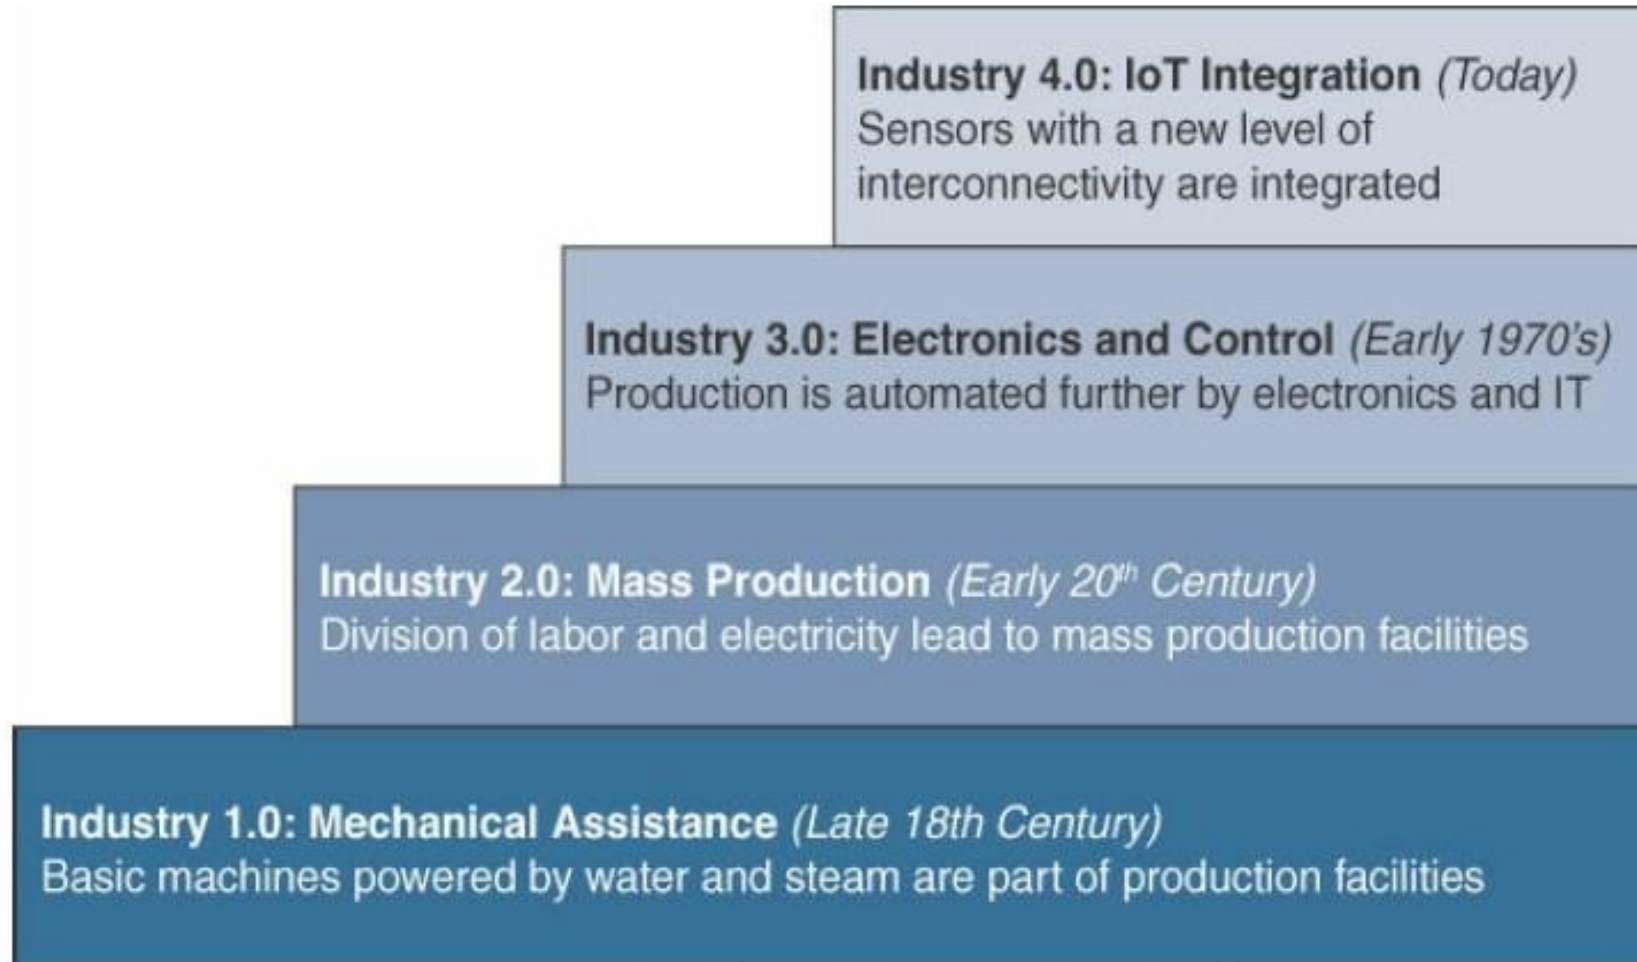 Industry 4.0: IoT Integration (Today)
Sensors with a new level of
interconnectivity are integrated
Industry 3.0: Electronics and Control (Early 1970's)
Production is automated further by electronics and IT
Industry 2.0: Mass Production (Early 20th Century)
Division of labor and electricity lead to mass production facilities
Industry 1.0: Mechanical Assistance (Late 18th Century)
Basic machines powered by water and steam are part of production facilities